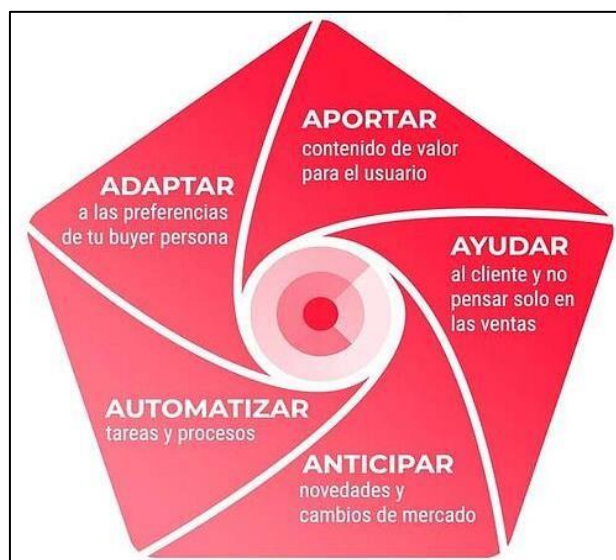 APORTAR
contenido de valor
para el usuario
ADAPTAR
a las preferencias
de tu buyer persona
AYUDAR
al cliente y no
pensar solo en
las ventas
AUTOMATIZAR
tareas y procesos
ANTICIPAR
novedades y
cambios de mercado